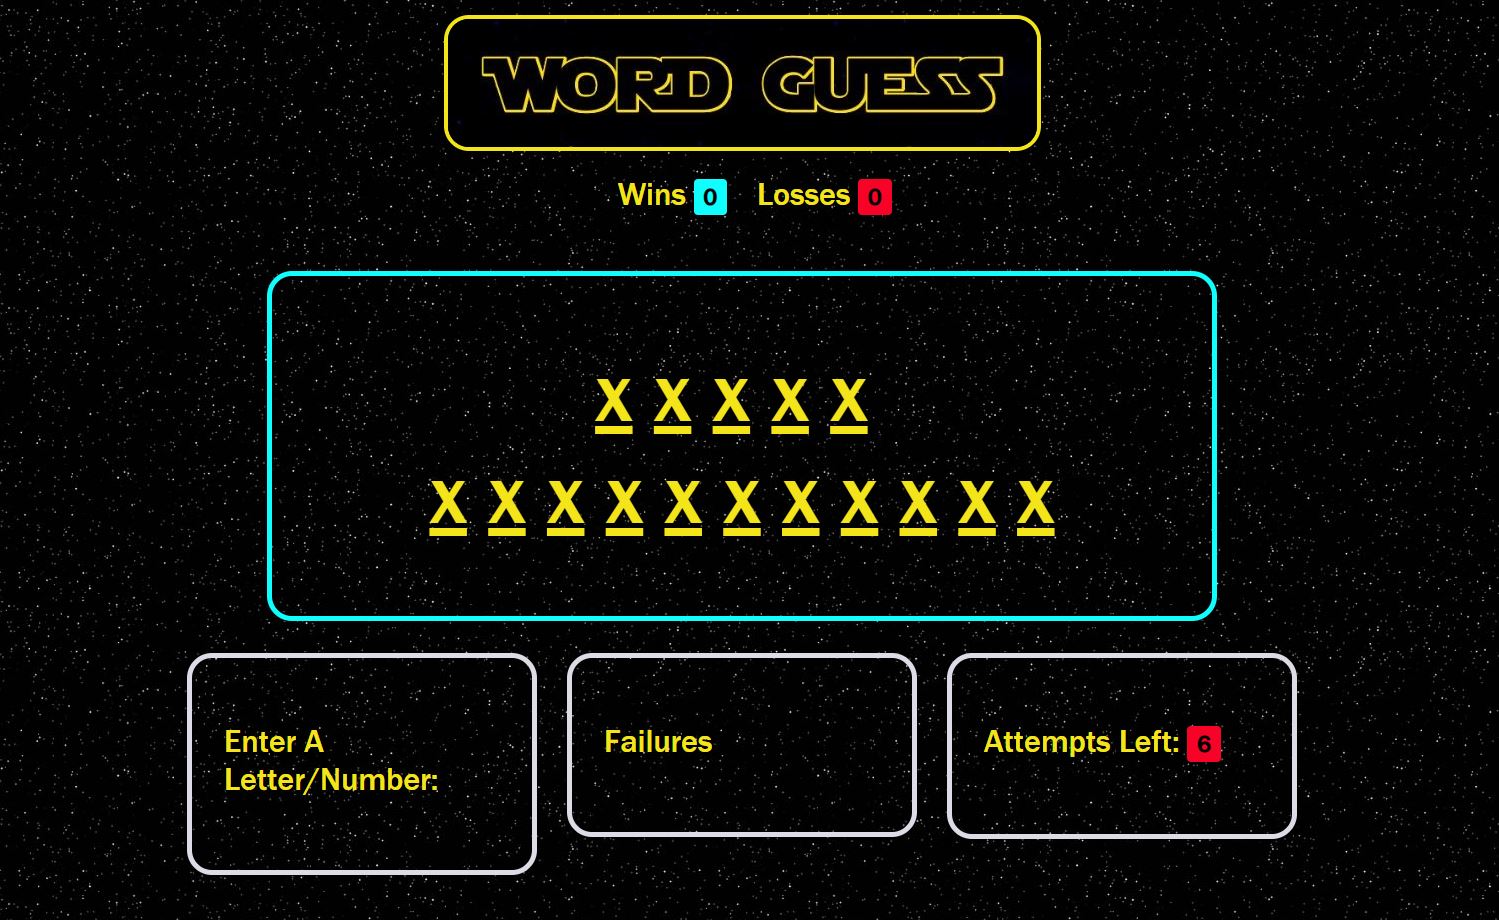 WORD GUESS
Wins 0 Losses 0
X X X X X
X X X X X X X X X X X
Enter A
Letter/Number:
Failures
Attempts Left: 6